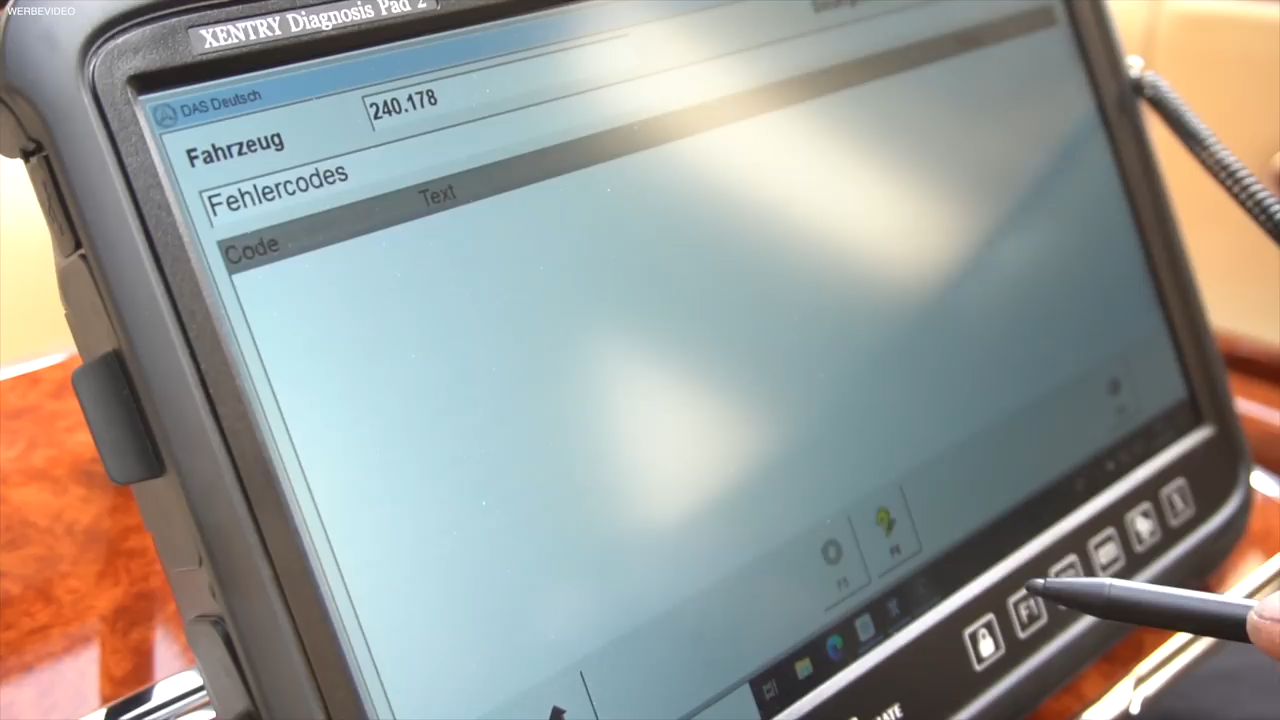 WERBEVIDEO
XENTRY Diagnosis Pad 2
DAS Deutsch
Fahrzeug 240.178
Fehlercodes
Code Text
F1